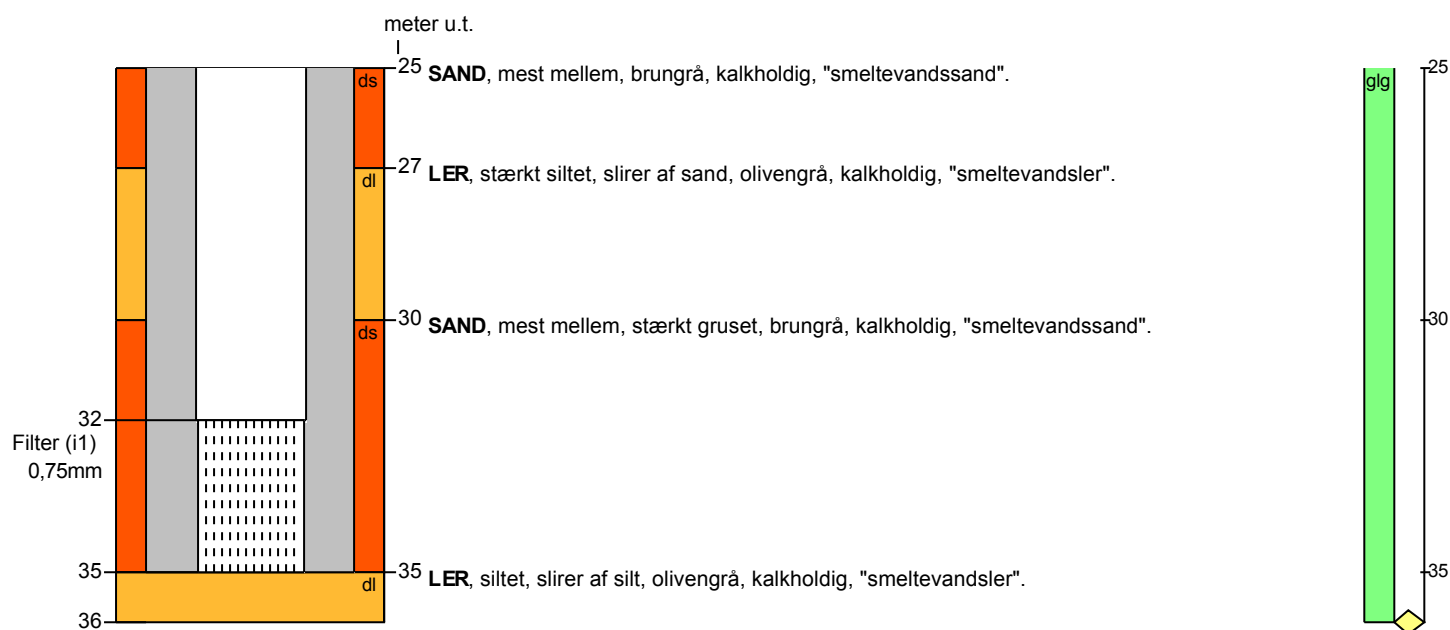 meter u.t.
25 SAND, mest mellem, brungrå, kalkholdig, "smeltevandssand".
ds
glg
25
27 LER, stærkt siltet, slirer af sand, olivengrå, kalkholdig, "smeltevandsler".
dl
30 SAND, mest mellem, stærkt gruset, brungrå, kalkholdig, "smeltevandssand".
ds
30
32
Filter (i1)
0,75mm
35
35 LER, siltet, slirer af silt, olivengrå, kalkholdig, "smeltevandsler".
dl
35
36